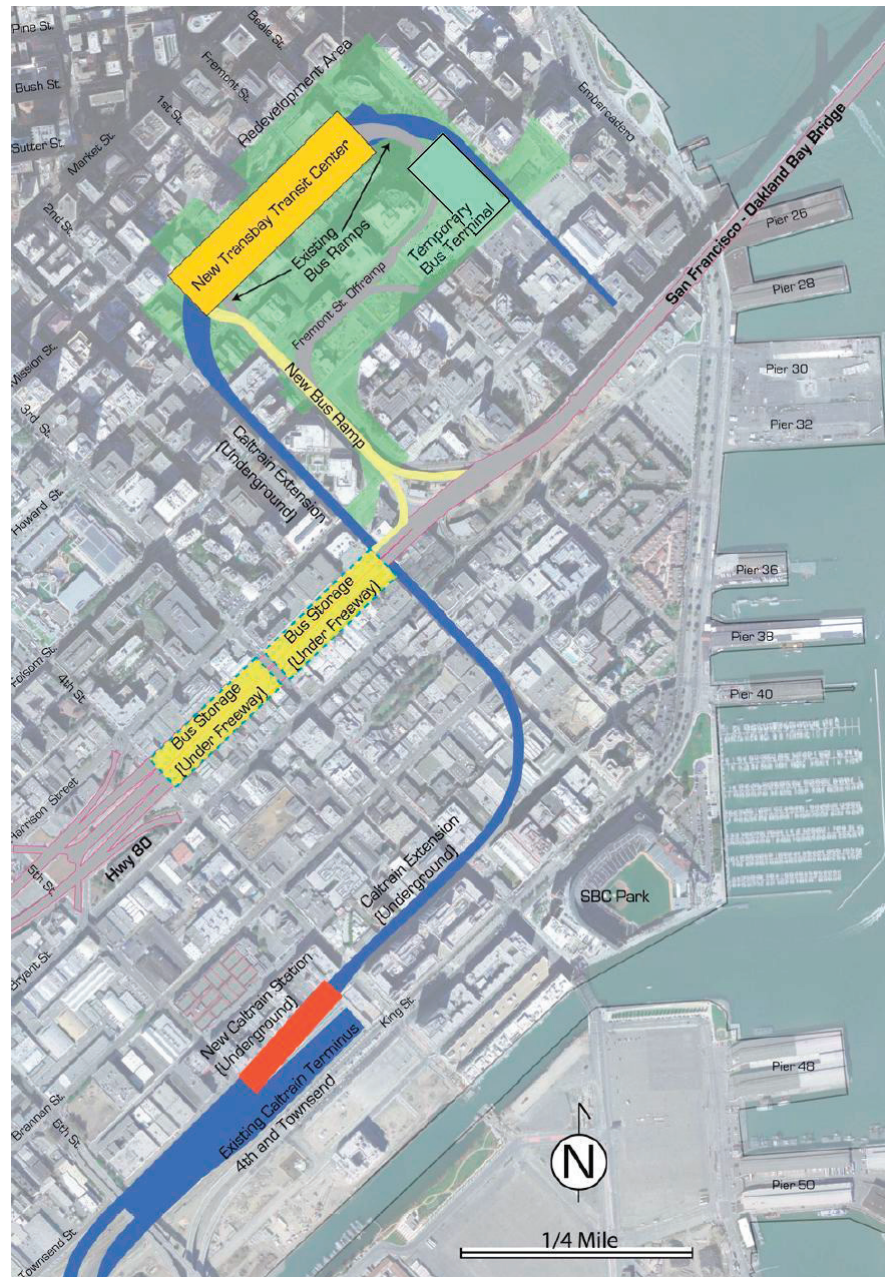 Pine St.
Beale St.
Bush St.
Fremont St.
1st St.
Redevelopment Area
Embarcadero
Sutter St.
Market St.
2nd St.
New Transbay Transit Center
Existing
Bus Ramps
Temporary
Bus Terminal
Fremont St. Offramp
San Francisco - Oakland Bay Bridge
Pier 26
Pier 28
Pier 30
Pier 32
Mission St.
3rd St.
New Bus Ramp
Caltrain Extension
[Underground]
Howard St.
Bus Storage
[Under Freeway]
Pier 36
Pier 38
Pier 40
Folsom St.
4th St.
Bus Storage
[Under Freeway]
Harrison Street
5th St.
Hwy 80
Caltrain Extension
[Underground]
SBC Park
Bryant St.
New Caltrain Station
[Underground]
King St.
Existing Caltrain Terminus
4th and Townsend
Pier 48
Brannan St.
6th St.
N
Pier 50
Townsend St
1/4 Mile